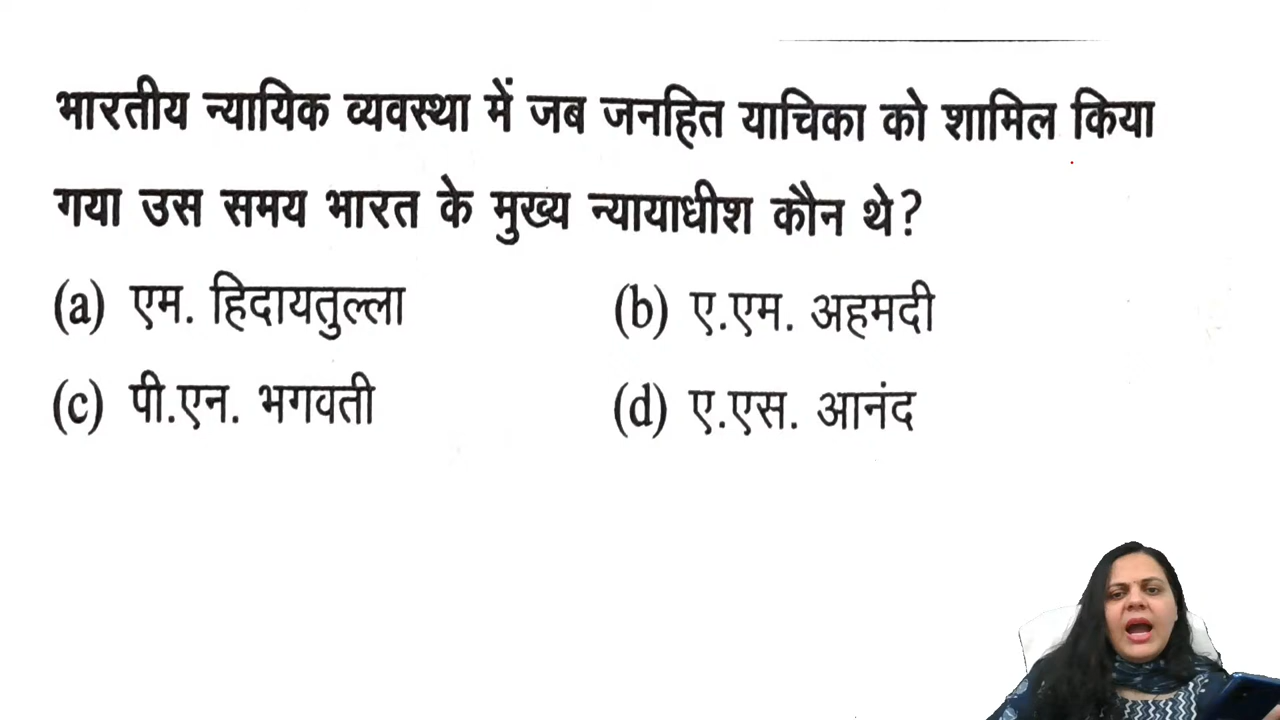 भारतीय न्यायिक व्यवस्था में जब जनहित याचिका को शामिल किया
गया उस समय भारत के मुख्य न्यायाधीश कौन थे?
(a) एम. हिदायतुल्ला (b) ए.एम. अहमदी
(c) पी.एन. भगवती (d) ए.एस. आनंद